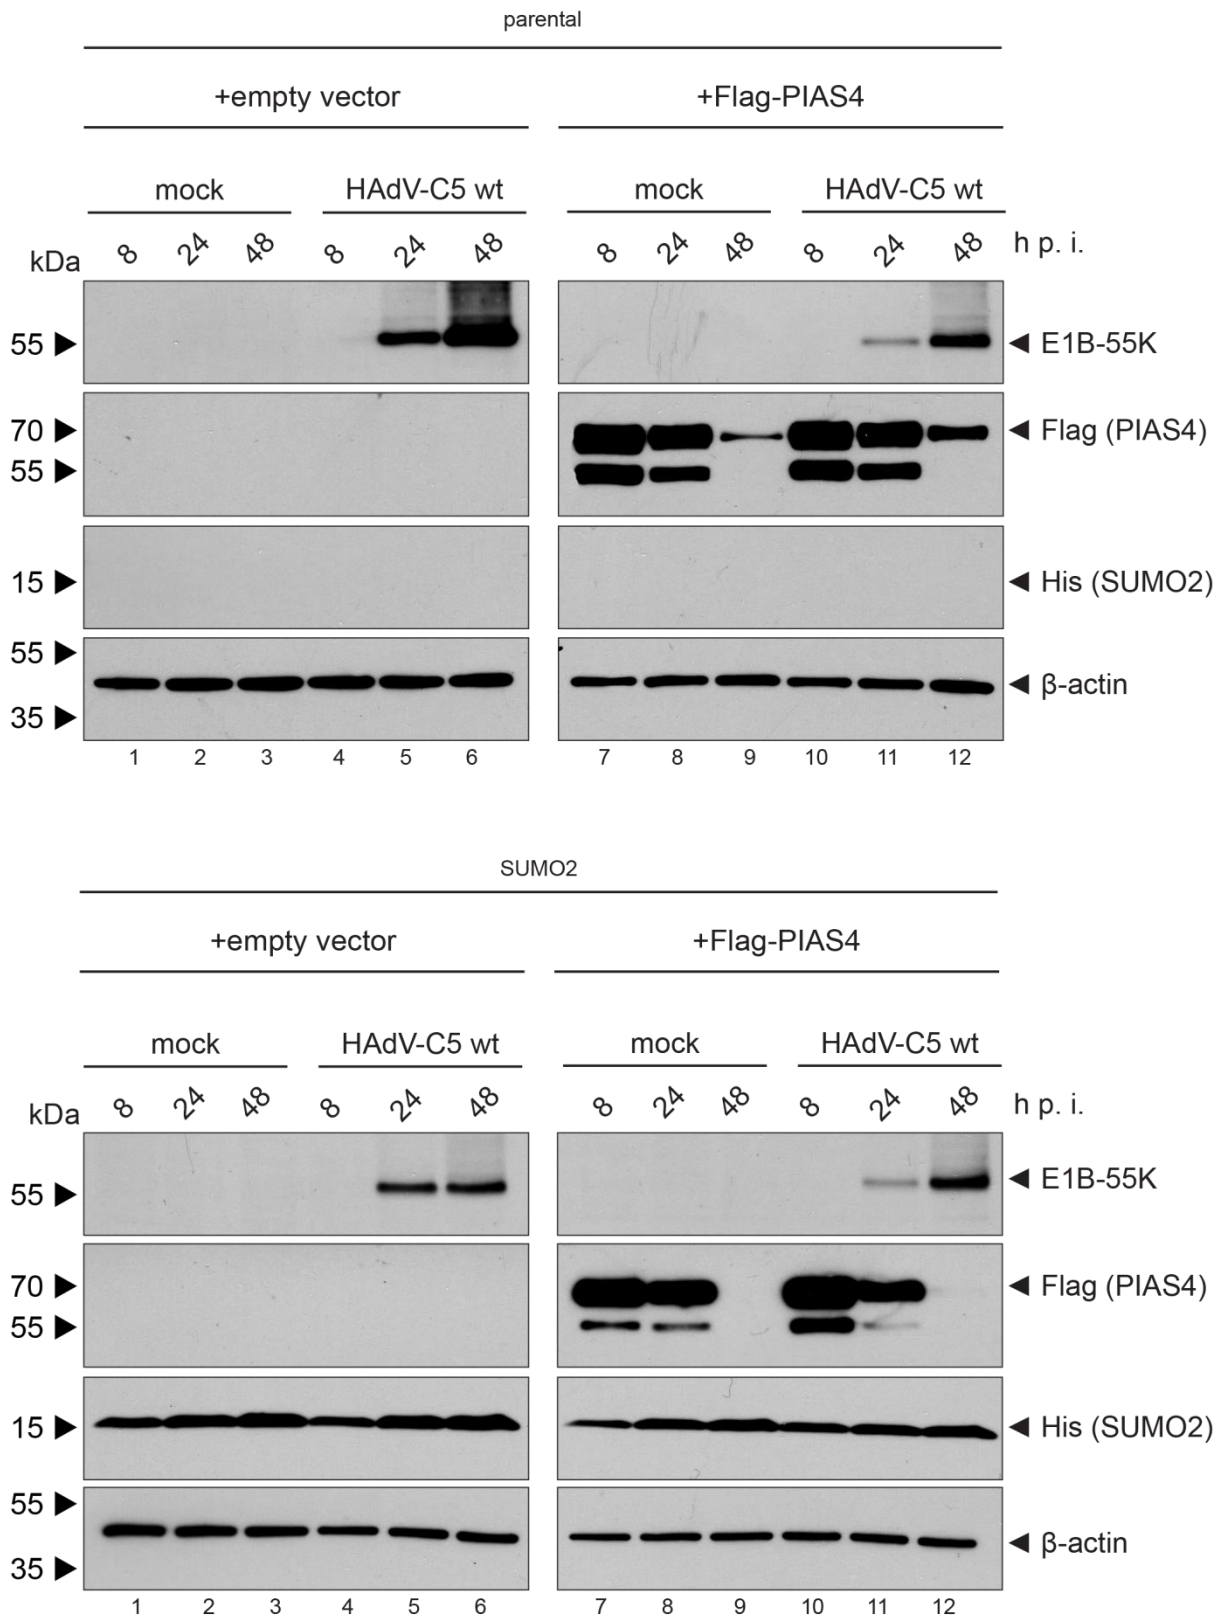 parental
+empty vector +Flag-PIAS4
mock HAdV-C5 wt mock HAdV-C5 wt
kDa 8 24 48 8 24 48 8 24 48 8 24 48 h p. i.
55 ▶ ◀ E1B-55K
70 ▶ ◀ Flag (PIAS4)
55 ▶
15 ▶ ◀ His (SUMO2)
55 ▶
◀ β-actin
35 ▶
1 2 3 4 5 6 7 8 9 10 11 12
SUMO2
+empty vector +Flag-PIAS4
mock HAdV-C5 wt mock HAdV-C5 wt
kDa 8 24 48 8 24 48 8 24 48 8 24 48 h p. i.
55 ▶ ◀ E1B-55K
70 ▶ ◀ Flag (PIAS4)
55 ▶
15 ▶ ◀ His (SUMO2)
55 ▶
◀ β-actin
35 ▶
1 2 3 4 5 6 7 8 9 10 11 12